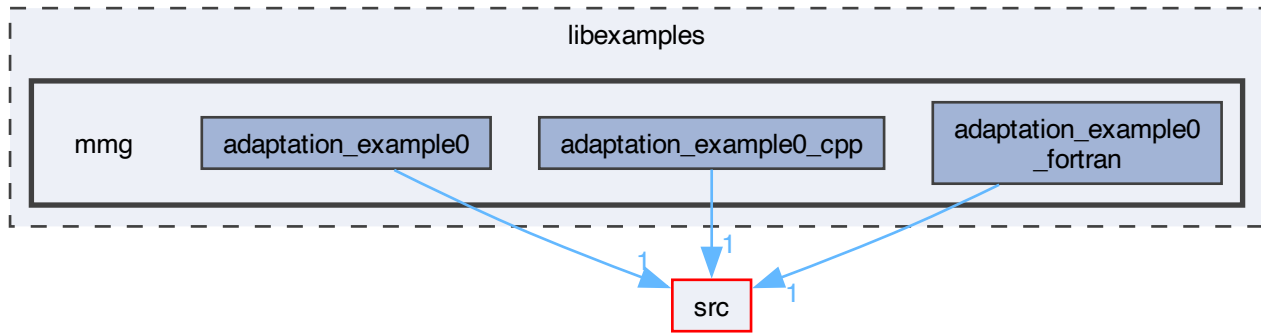 libexamples
mmg
adaptation_example0
adaptation_example0_cpp
adaptation_example0
_fortran
1
1
1
src